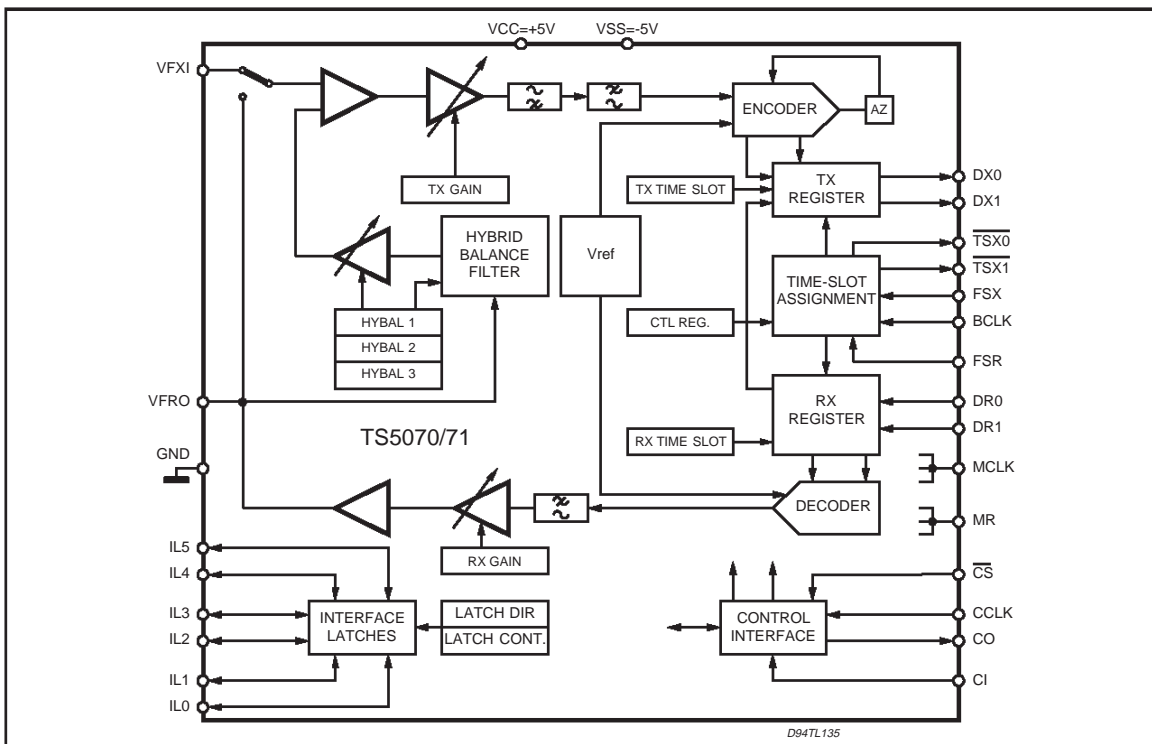 VCC=+5V VSS=-5V
VFXI
ENCODER
AZ
TX GAIN
TX TIME SLOT
TX
REGISTER
DX0
DX1
HYBRID
BALANCE
FILTER
Vref
TSX0
TSX1
TIME-SLOT
ASSIGNMENT
FSX
BCLK
FSR
HYBAL 1
HYBAL 2
HYBAL 3
CTL REG.
VFRO
RX
REGISTER
DR0
DR1
TS5070/71
RX TIME SLOT
GND
MCLK
DECODER
MR
RX GAIN
IL5
IL4
IL3
IL2
IL1
IL0
INTERFACE
LATCHES
LATCH DIR
LATCH CONT.
CONTROL
INTERFACE
CS
CCLK
CO
CI
D94TL135